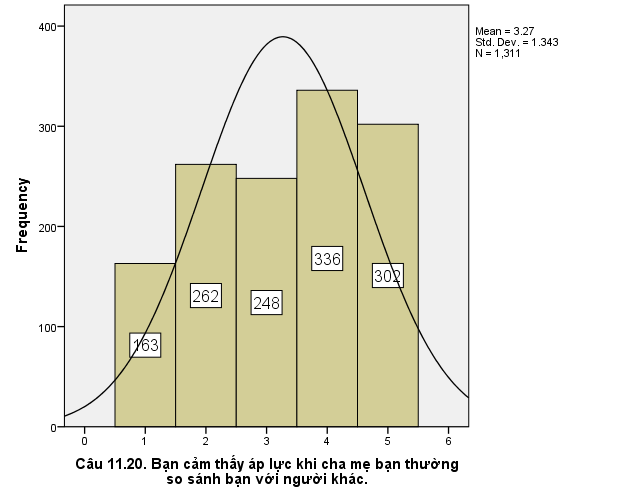 Mean = 3.27
Std. Dev. = 1.343
N = 1,311
400
300
200
100
0
Frequency
163
262
248
336
302
0 1 2 3 4 5 6
Câu 11.20. Bạn cảm thấy áp lực khi cha mẹ bạn thường
so sánh bạn với người khác.